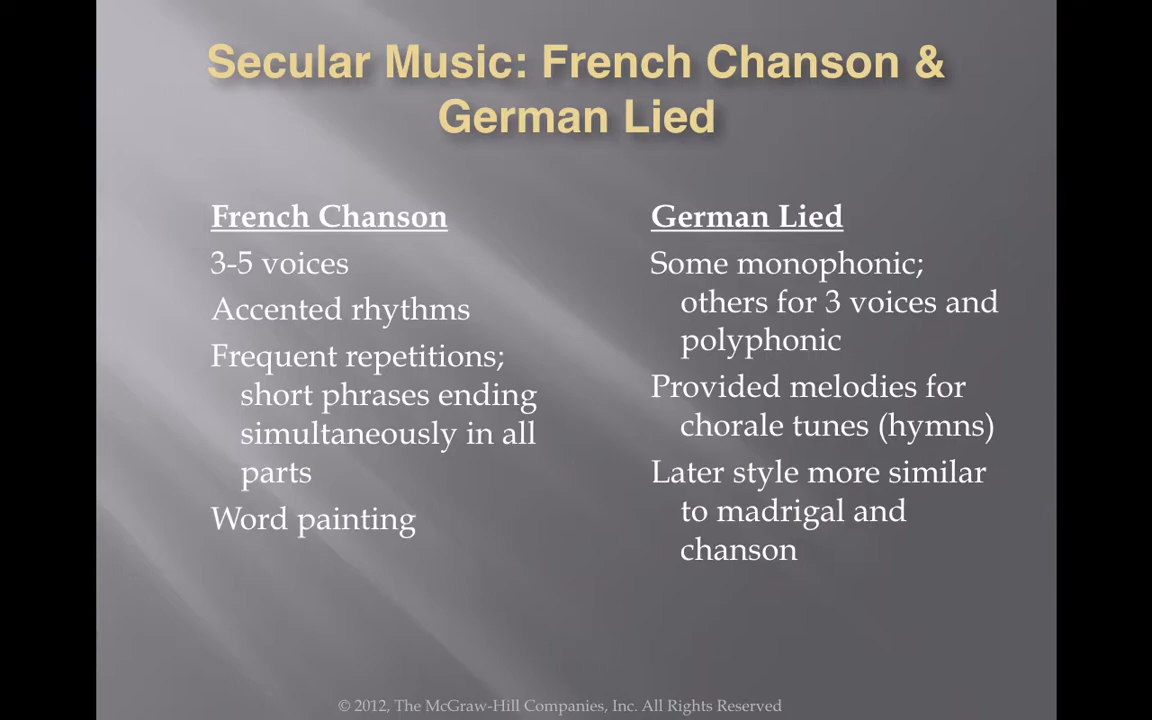 Secular Music: French Chanson &
German Lied
French Chanson
3-5 voices
Accented rhythms
Frequent repetitions;
short phrases ending
simultaneously in all
parts
Word painting
German Lied
Some monophonic;
others for 3 voices and
polyphonic
Provided melodies for
chorale tunes (hymns)
Later style more similar
to madrigal and
chanson
© 2012, The McGraw-Hill Companies, Inc. All Rights Reserved